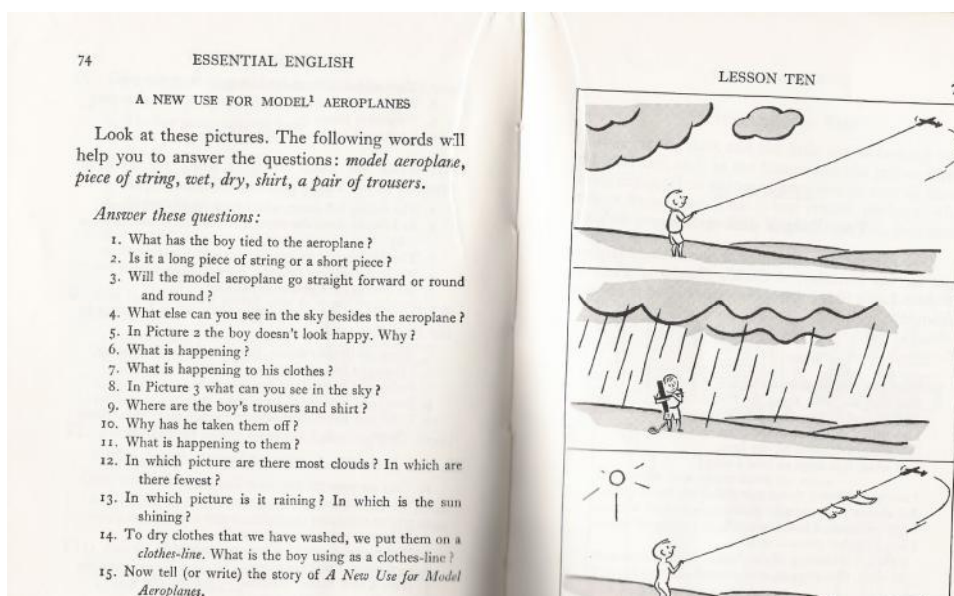 74 ESSENTIAL ENGLISH
A NEW USE FOR MODEL¹ AEROPLANES
Look at these pictures. The following words will
help you to answer the questions: model aeroplane,
piece of string, wet, dry, shirt, a pair of trousers.
Answer these questions:
1. What has the boy tied to the aeroplane?
2. Is it a long piece of string or a short piece?
3. Will the model aeroplane go straight forward or round
and round?
4. What else can you see in the sky besides the aeroplane?
5. In Picture 2 the boy doesn't look happy. Why?
6. What is happening?
7. What is happening to his clothes?
8. In Picture 3 what can you see in the sky?
9. Where are the boy's trousers and shirt?
10. Why has he taken them off?
11. What is happening to them?
12. In which picture are there most clouds? In which are
there fewest?
13. In which picture is it raining? In which is the sun
shining?
14. To dry clothes that we have washed, we put them on a
clothes-line. What is the boy using as a clothes-line?
15. Now tell (or write) the story of A New Use for Model
Aeroplanes.
LESSON TEN